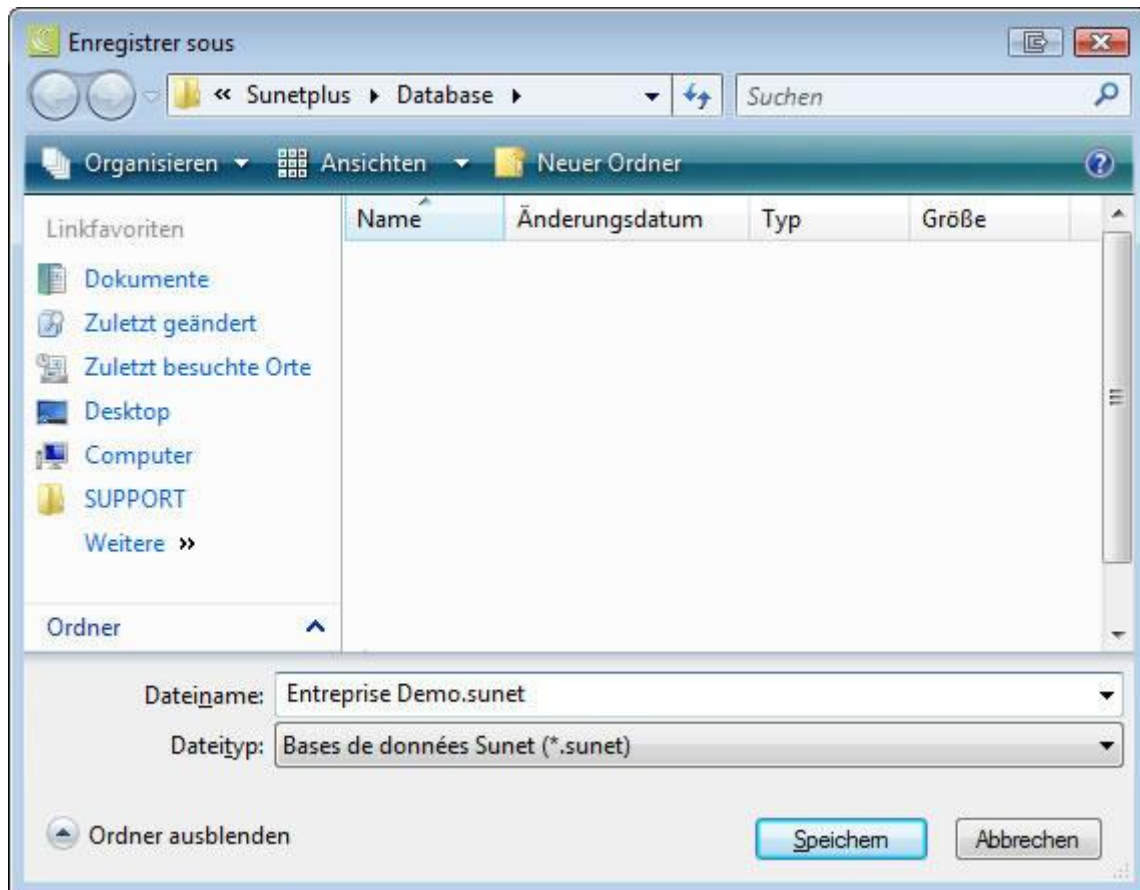 Enregistrer sous
« Sunetplus Database
Suchen
Organisieren Ansichten Neuer Ordner
Linkfavoriten
Name Änderungsdatum Typ Größe
Dokumente
Zuletzt geändert
Zuletzt besuchte Orte
Desktop
Computer
SUPPORT
Weitere »
Ordner
Dateiname: Entreprise Demo.sunet
Dateityp: Bases de données Sunet (*.sunet)
Ordner ausblenden
Speichern Abbrechen